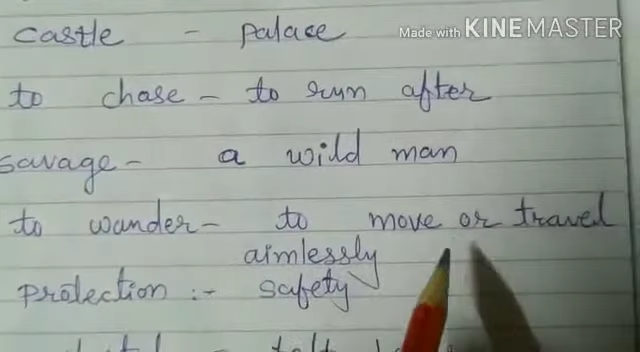 castle - palace
Made with KINEMASTER
to chase - to run after
savage - a wild man
to wander - to move or travel
aimlessly
Protection :- safety